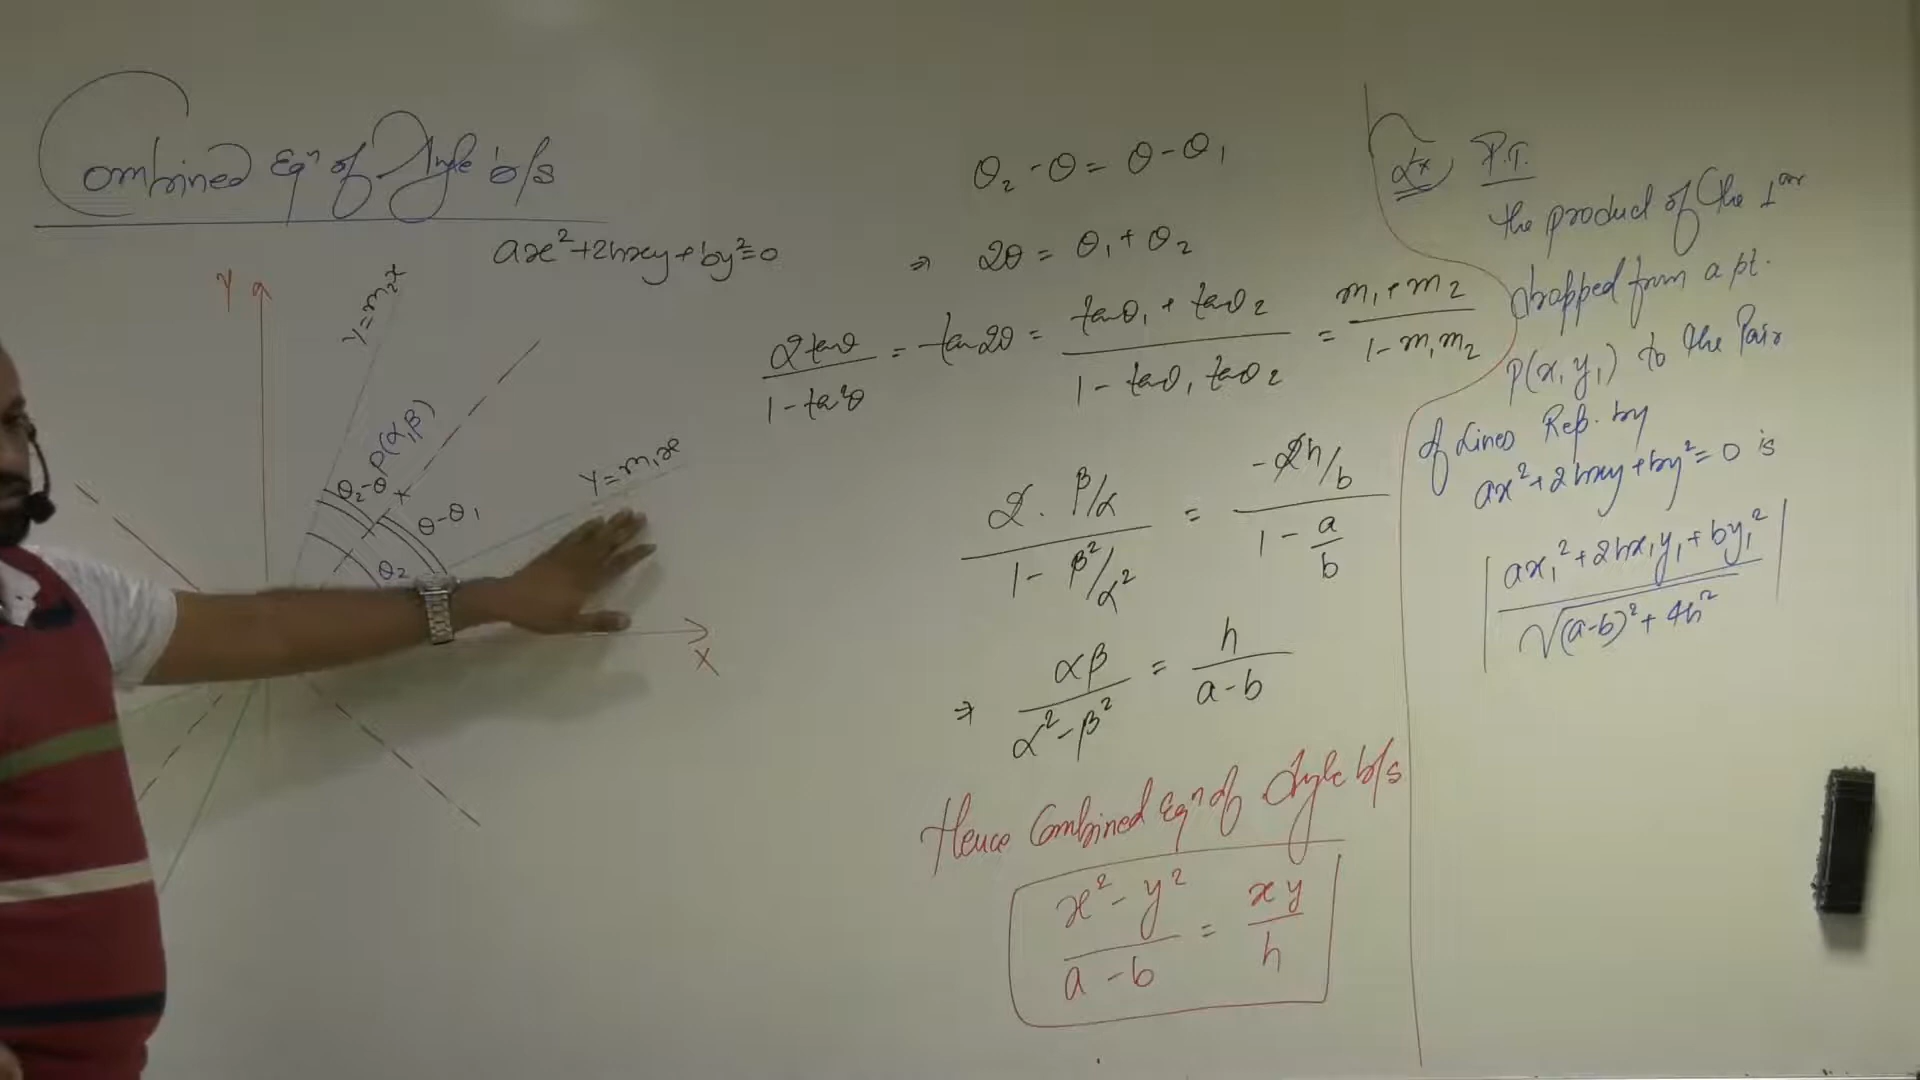 Combined Eqⁿ of Angle b/s
ax²+2hxy+by²=0
Y
Y=m₂x
P(α,β)
Y=m₁x
θ₂-θ
θ-θ₁
θ₂
X
θ₂-θ = θ-θ₁
⇒ 2θ = θ₁+θ₂
2tanθ/1-tan²θ = tan2θ = tanθ₁+tanθ₂/1-tanθ₁tanθ₂ = m₁+m₂/1-m₁m₂
2.β/α/1-β²/α² = -2h/b/1-a/b
⇒ αβ/α²-β² = h/a-b
Hence Combined Eqⁿ of Angle b/s
x²-y²/a-b = xy/h
Ex P.T.
the product of the ⊥ar
dropped from a pt.
P(x₁y₁) to the Pair
of Lines Rep. by
ax²+2hxy+by²=0 is
|ax₁²+2hx₁y₁+by₁²/√(a-b)²+4h²|